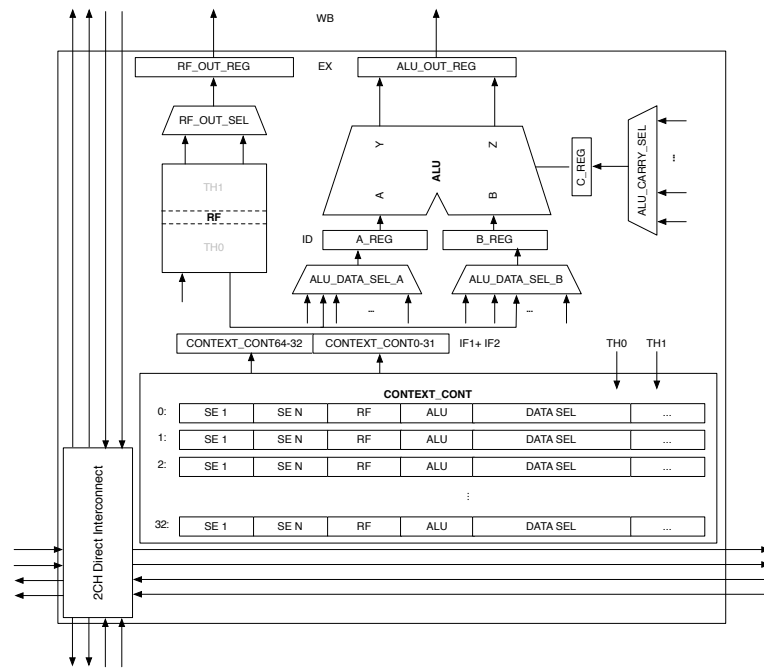 WB
RF_OUT_REG
EX
ALU_OUT_REG
RF_OUT_SEL
Y
Z
ALU
A
B
C_REG
ALU_CARRY_SEL
...
TH1
RF
TH0
ID
A_REG
B_REG
ALU_DATA_SEL_A
ALU_DATA_SEL_B
...
...
CONTEXT_CONT64-32
CONTEXT_CONT0-31
IF1+ IF2
TH0
TH1
CONTEXT_CONT
0: SE 1 SE N RF ALU DATA SEL ...
1: SE 1 SE N RF ALU DATA SEL ...
2: SE 1 SE N RF ALU DATA SEL ...
...
32: SE 1 SE N RF ALU DATA SEL ...
2CH Direct Interconnect